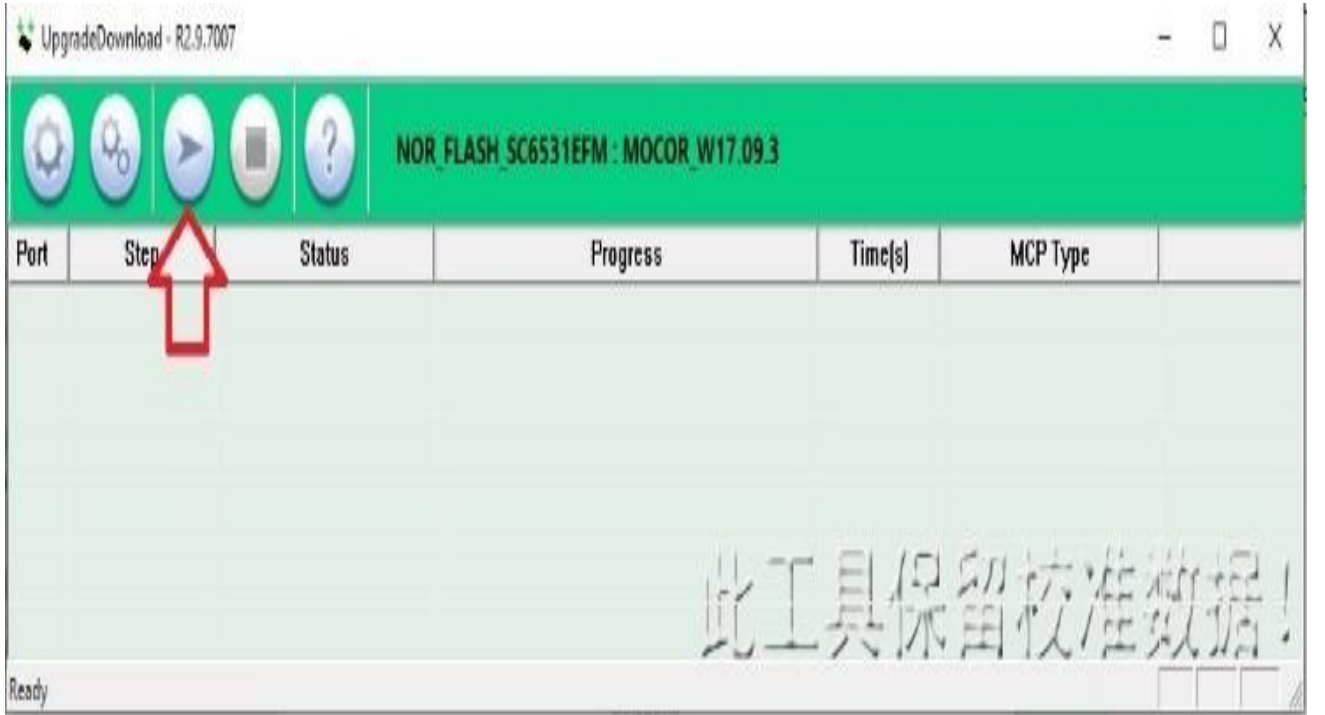 UpgradeDownload - R2.9.7007
?
NOR_FLASH_SC6531EFM : MOCOR_W17.09.3
Port Step Status Progress Time(s) MCP Type
此工具保留校准数据!
Ready